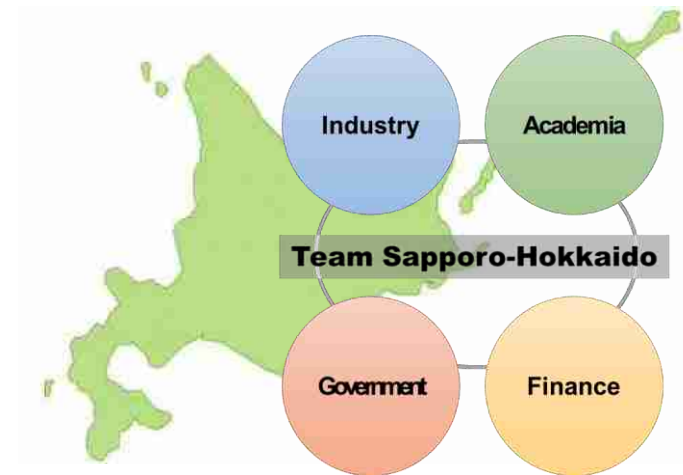 Industry
Academia
Team Sapporo-Hokkaido
Government
Finance